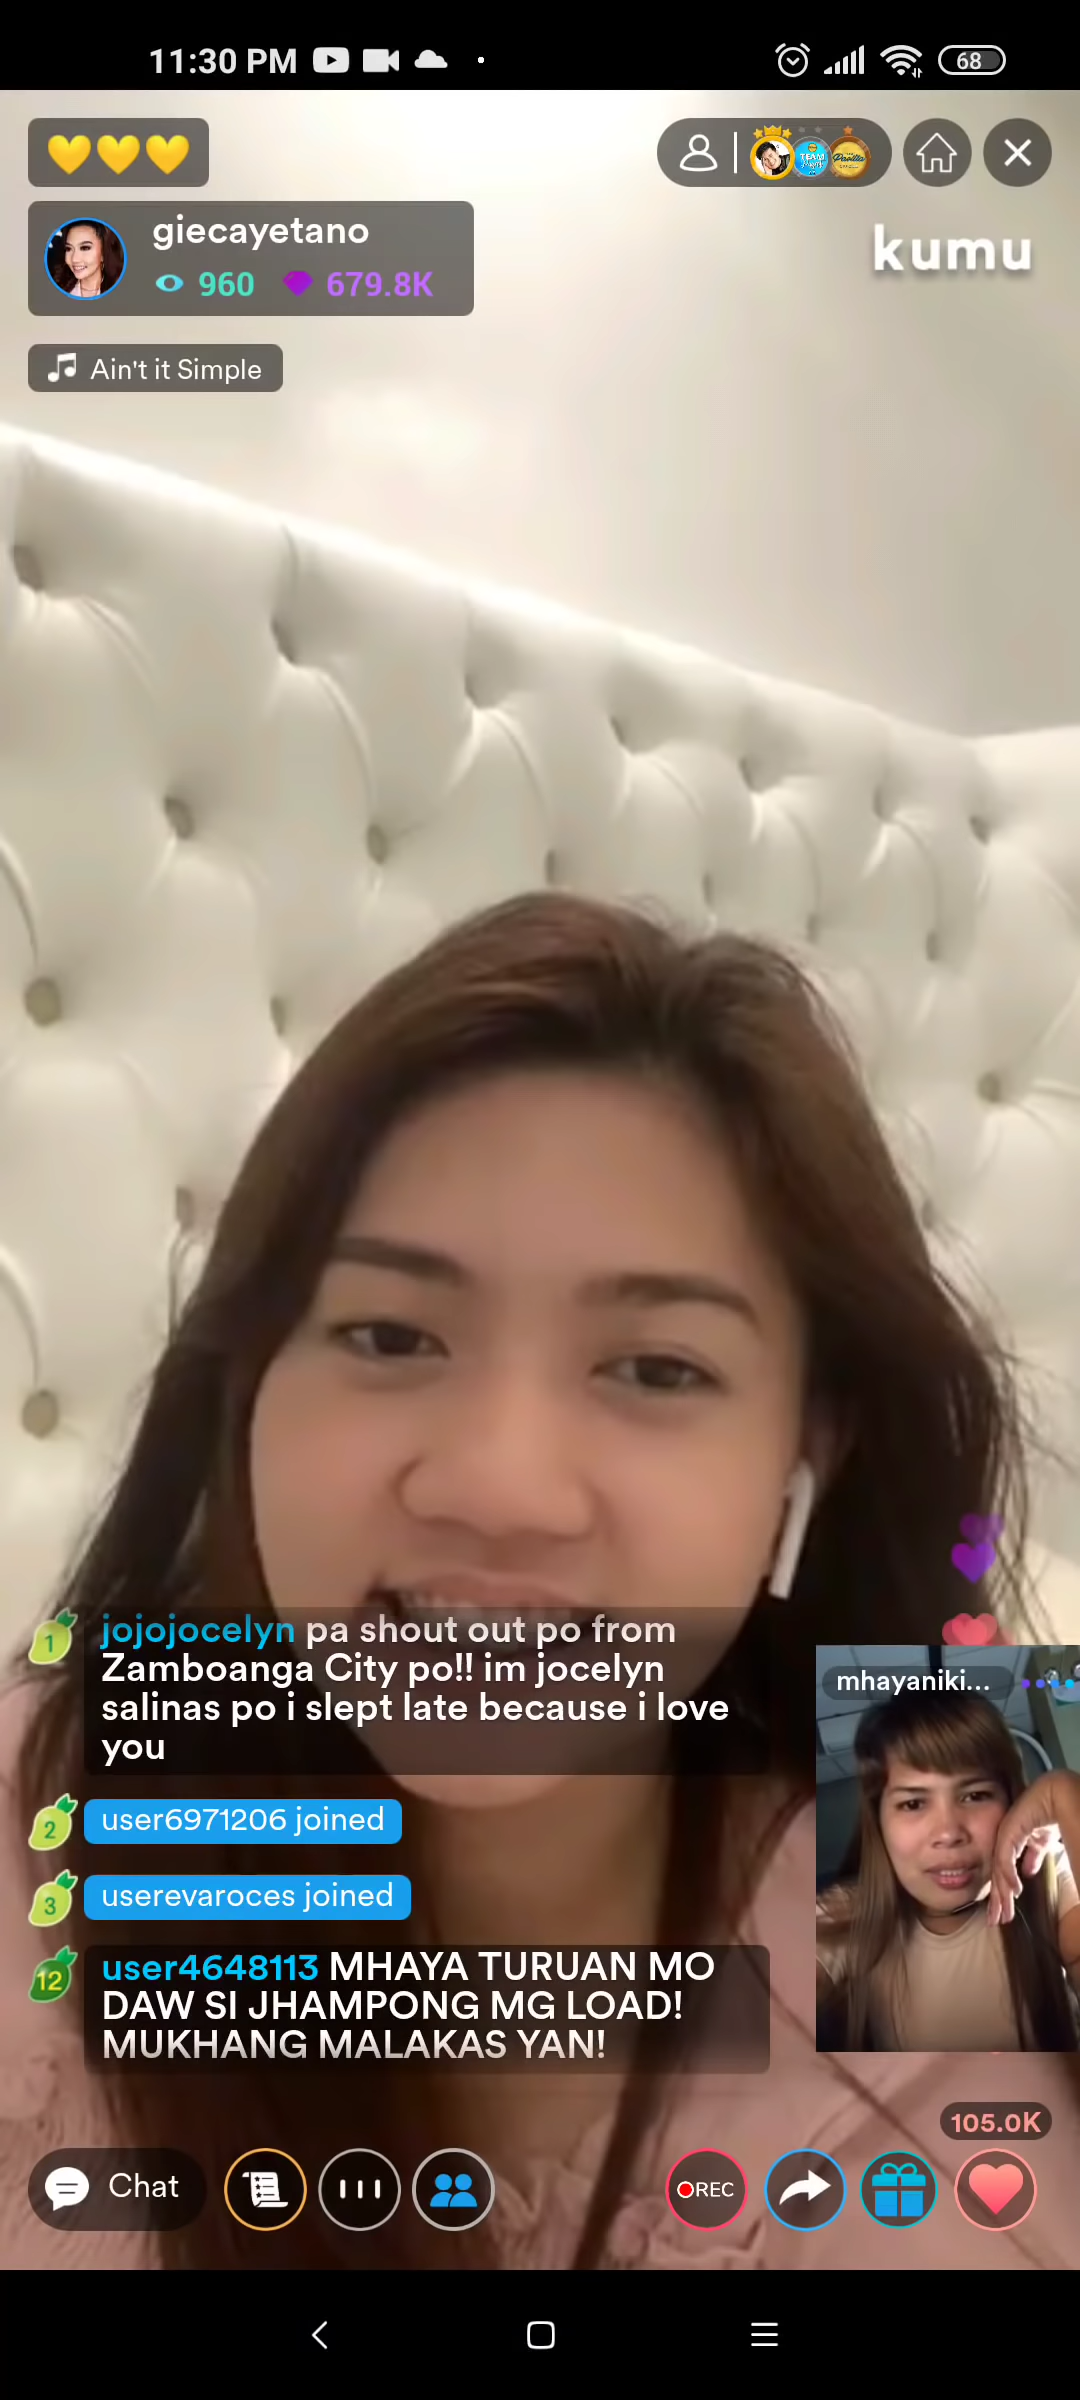 11:30 PM
68
💛💛💛
giecayetano
960 679.8K
kumu
Ain't it Simple
TEAM
1
jojojocelyn pa shout out po from
Zamboanga City po!! im jocelyn
salinas po i slept late because i love
you
mhayaniki...
2
user6971206 joined
3
userevaroces joined
12
user4648113 MHAYA TURUAN MO
DAW SI JHAMPONG MG LOAD!
MUKHANG MALAKAS YAN!
105.0K
Chat
REC